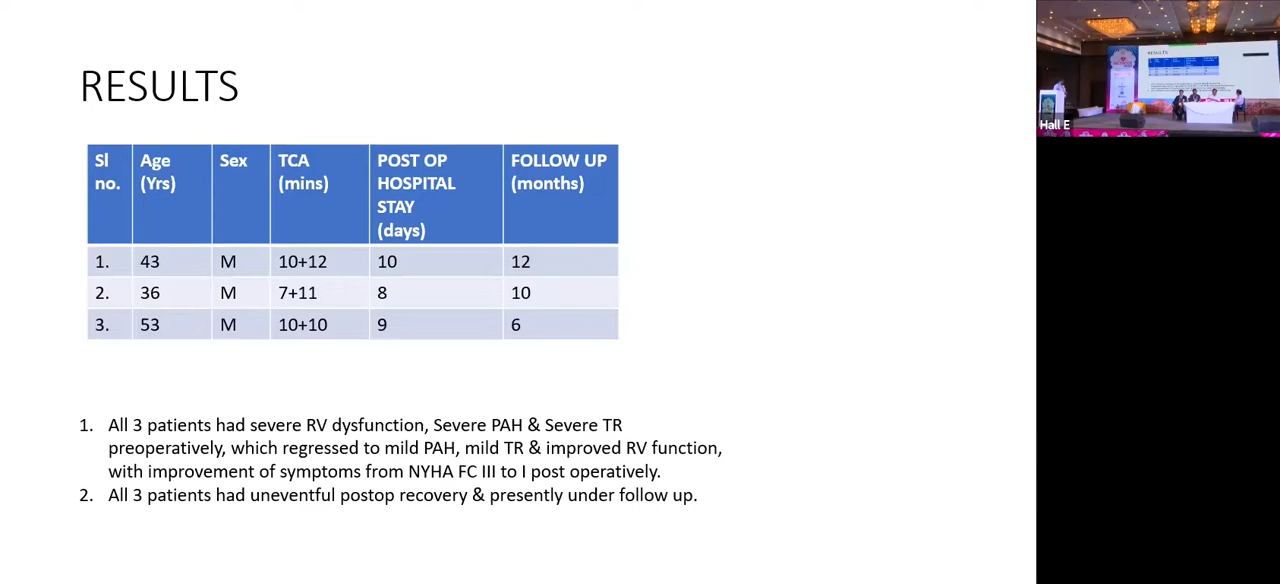 RESULTS
Sl no. Age (Yrs) Sex TCA (mins) POST OP HOSPITAL STAY (days) FOLLOW UP (months)
1. 43 M 10+12 10 12
2. 36 M 7+11 8 10
3. 53 M 10+10 9 6
1. All 3 patients had severe RV dysfunction, Severe PAH & Severe TR
preoperatively, which regressed to mild PAH, mild TR & improved RV function,
with improvement of symptoms from NYHA FC III to I post operatively.
2. All 3 patients had uneventful postop recovery & presently under follow up.
RESULTS
Hall E